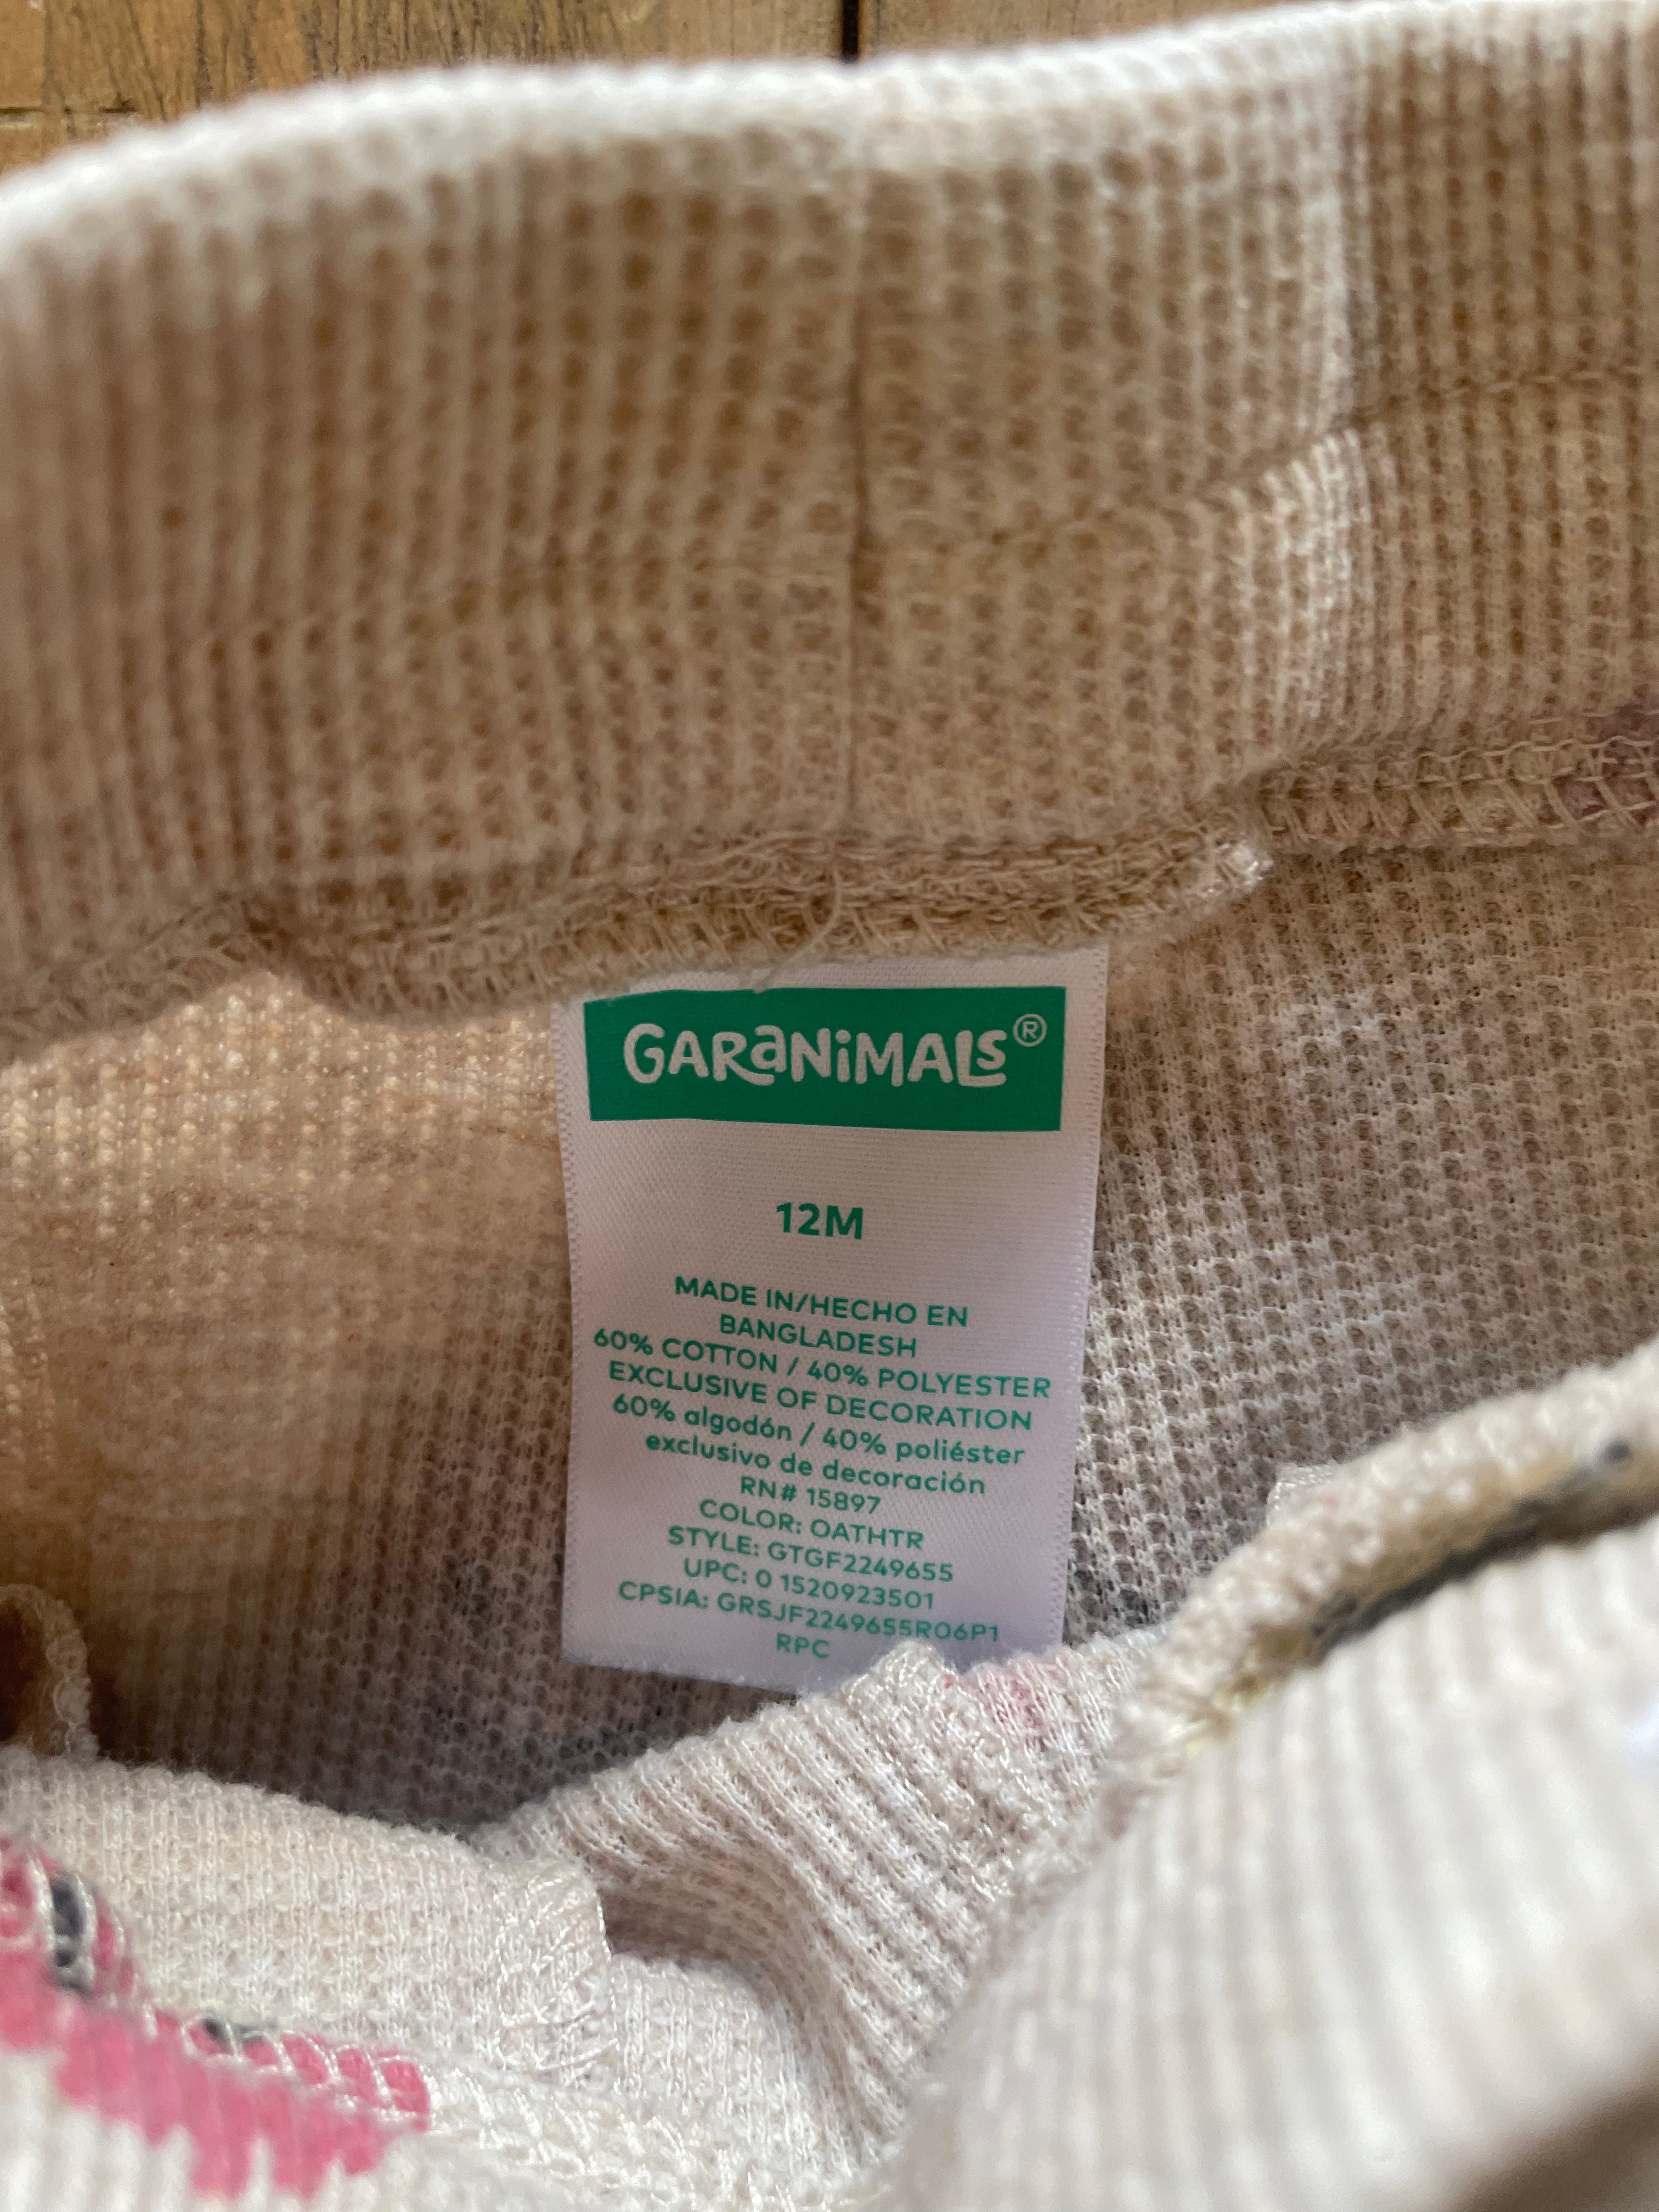 GARANiMALS®
12M
MADE IN/HECHO EN
BANGLADESH
60% COTTON / 40% POLYESTER
EXCLUSIVE OF DECORATION
60% algodón / 40% poliéster
exclusivo de decoración
RN# 15897
COLOR: OATHTR
STYLE: GTGF2249655
UPC: 0 1520923501
CPSIA: GRSJF2249655R06P1
RPC